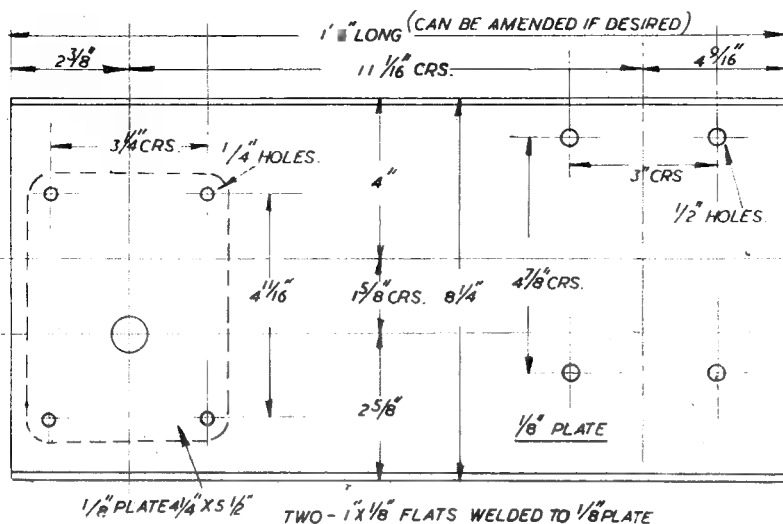 1' " LONG (CAN BE AMENDED IF DESIRED)
2 3/8" 11 1/16" CRS. 4 9/16"
3 1/4" CRS. 1/4" HOLES.
4"
3" CRS
1/2" HOLES.
4 11/16" 1 5/8" CRS. 8 1/4" 4 7/8" CRS.
2 5/8"
1/8" PLATE
1/8" PLATE 4 1/4" X 5 1/2"
TWO - 1" X 1/8" FLATS WELDED TO 1/8" PLATE